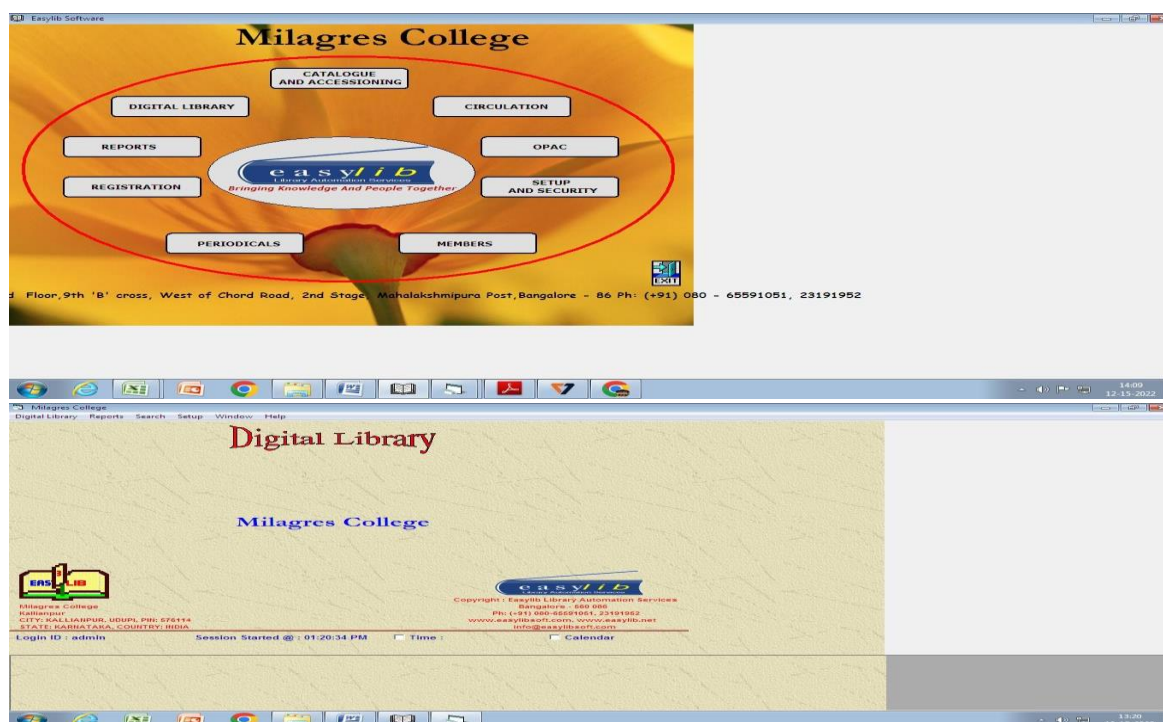 Easylib Software
Milagres College
CATALOGUE
AND ACCESSIONING
DIGITAL LIBRARY
CIRCULATION
REPORTS
OPAC
easylib
Library Automation Services
Bringing Knowledge And People Together
REGISTRATION
SETUP
AND SECURITY
PERIODICALS
MEMBERS
EXIT
d Floor,9th 'B' cross, West of Chord Road, 2nd Stage, Mahalakshmipura Post,Bangalore - 86 Ph: (+91) 080 - 65591051, 23191952
14:09
12-15-2022
Milagres College
Digital Library Reports Search Setup Window Help
Digital Library
Milagres College
EASY LIB
easylib
Library Automation Services
Milagres College
Kallianpur
CITY: KALLIANPUR, UDUPI, PIN: 576114
STATE: KARNATAKA, COUNTRY: INDIA
Copyright : Easylib Library Automation Services
Bangalore - 560 086
Ph: (+91) 080-65591051, 23191952
www.easylibsoft.com, www.easylib.net
info@easylibsoft.com
Login ID : admin Session Started @ : 01:20:34 PM Time : Calendar
13:20